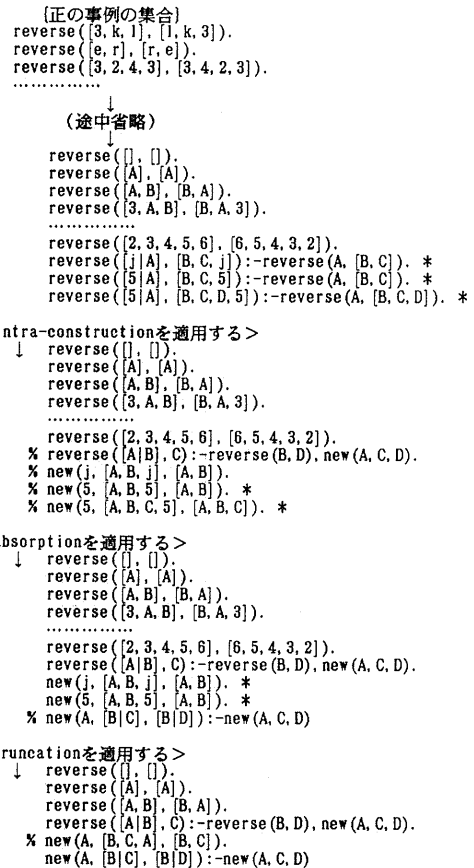 {正の事例の集合}
reverse([3, k, l], [l, k, 3]).
reverse([e, r], [r, e]).
reverse([3, 2, 4, 3], [3, 4, 2, 3]).
……………
↓
(途中省略)
↓
reverse([], []).
reverse([A], [A]).
reverse([A, B], [B, A]).
reverse([3, A, B], [B, A, 3]).
……………
reverse([2, 3, 4, 5, 6], [6, 5, 4, 3, 2]).
reverse([j|A], [B, C, j]):-reverse(A, [B, C]). *
reverse([5|A], [B, C, 5]):-reverse(A, [B, C]). *
reverse([5|A], [B, C, D, 5]):-reverse(A, [B, C, D]). *
ntra-constructionを適用する>
↓ reverse([], []).
reverse([A], [A]).
reverse([A, B], [B, A]).
reverse([3, A, B], [B, A, 3]).
……………
reverse([2, 3, 4, 5, 6], [6, 5, 4, 3, 2]).
% reverse([A|B], C):-reverse(B, D), new(A, C, D).
% new(j, [A, B, j], [A, B]).
% new(5, [A, B, 5], [A, B]). *
% new(5, [A, B, C, 5], [A, B, C]). *
bsorptionを適用する>
↓ reverse([], []).
reverse([A], [A]).
reverse([A, B], [B, A]).
reverse([3, A, B], [B, A, 3]).
……………
reverse([2, 3, 4, 5, 6], [6, 5, 4, 3, 2]).
reverse([A|B], C):-reverse(B, D), new(A, C, D).
new(j, [A, B, j], [A, B]). *
new(5, [A, B, 5], [A, B]). *
% new(A, [B|C], [B|D]):-new(A, C, D)
runcationを適用する>
↓ reverse([], []).
reverse([A], [A]).
reverse([A, B], [B, A]).
reverse([A|B], C):-reverse(B, D), new(A, C, D).
% new(A, [B, C, A], [B, C]).
new(A, [B|C], [B|D]):-new(A, C, D)